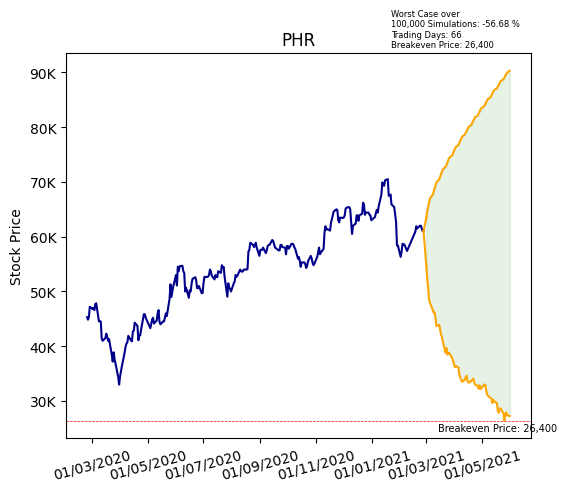 Worst Case over
100,000 Simulations: -56.68 %
Trading Days: 66
Breakeven Price: 26,400
PHR
Stock Price
90K
80K
70K
60K
50K
40K
30K
Breakeven Price: 26,400
01/03/2020
01/05/2020
01/07/2020
01/09/2020
01/11/2020
01/01/2021
01/03/2021
01/05/2021